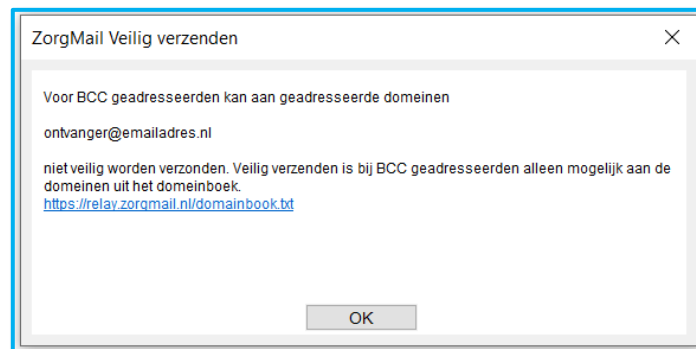 ZorgMail Veilig verzenden
Voor BCC geadresseerden kan aan geadresseerde domeinen
ontvanger@emailadres.nl
niet veilig worden verzonden. Veilig verzenden is bij BCC geadresseerden alleen mogelijk aan de
domeinen uit het domeinboek.
https://relay.zorgmail.nl/domainbook.txt
OK